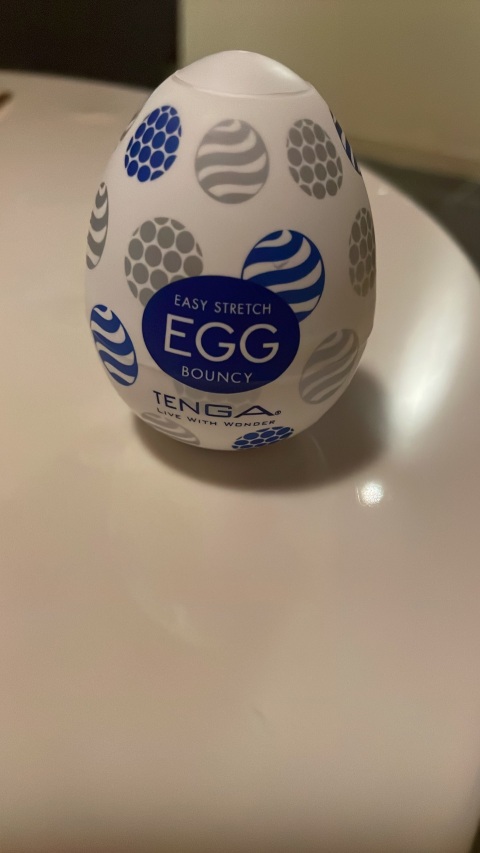 EASY STRETCH
EGG
BOUNCY
TENGA®
LIVE WITH WONDER